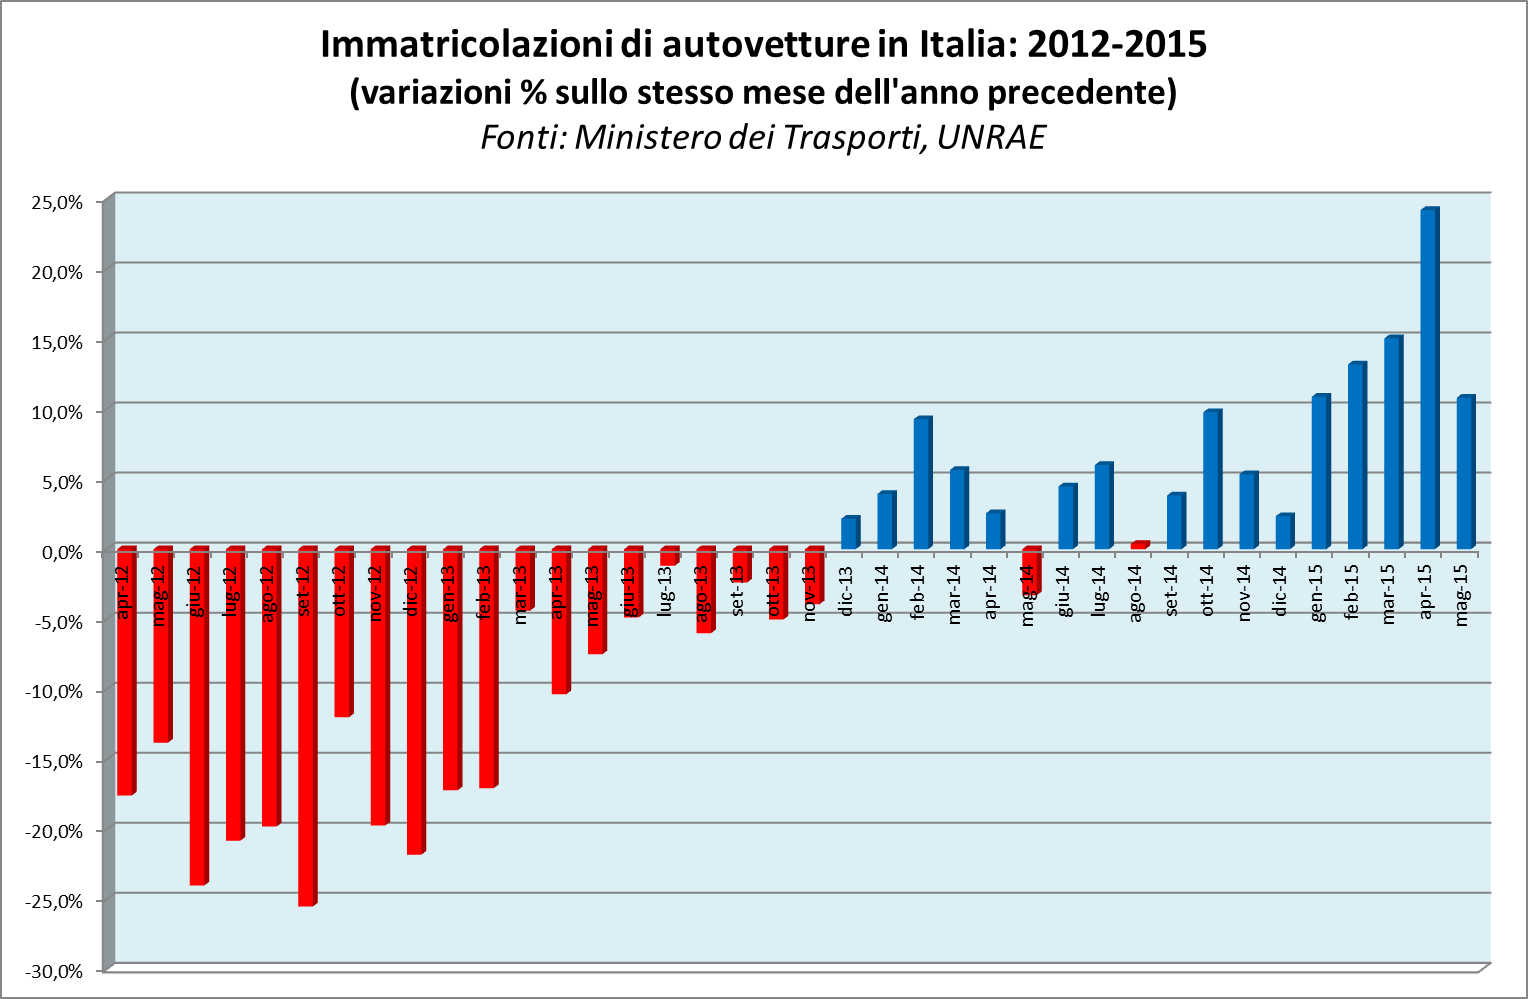 Immatricolazioni di autovetture in Italia: 2012-2015
(variazioni % sullo stesso mese dell'anno precedente)
Fonti: Ministero dei Trasporti, UNRAE
25,0%
20,0%
15,0%
10,0%
5,0%
0,0%
-5,0%
-10,0%
-15,0%
-20,0%
-25,0%
-30,0%
apr-12
mag-12
giu-12
lug-12
ago-12
set-12
ott-12
nov-12
dic-12
gen-13
feb-13
mar-13
apr-13
mag-13
giu-13
lug-13
ago-13
set-13
ott-13
nov-13
dic-13
gen-14
feb-14
mar-14
apr-14
mag-14
giu-14
lug-14
ago-14
set-14
ott-14
nov-14
dic-14
gen-15
feb-15
mar-15
apr-15
mag-15